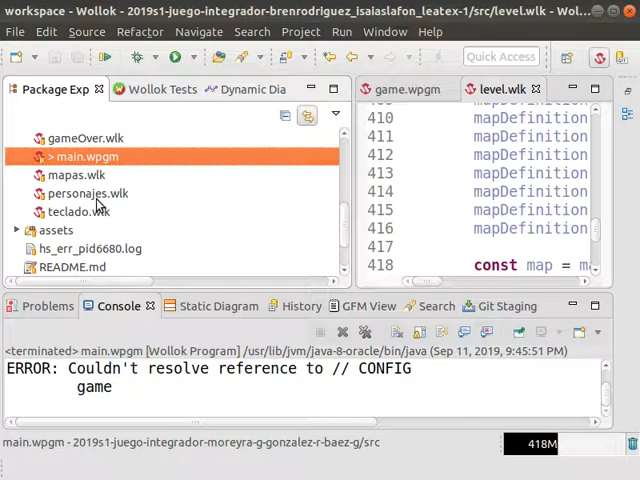 workspace - Wollok - 2019s1-juego-integrador-brenrodriguez_isaiaslafon_leatex-1/src/level.wlk - Wol...
File Edit Source Refactor Navigate Search Project Run Window Help
Quick Access
Package Exp Wollok Tests Dynamic Dia
game.wpgm level.wlk
gameOver.wlk
> main.wpgm
mapas.wlk
personajes.wlk
teclado.wlk
assets
hs_err_pid6680.log
README.md
410 mapDefinition
411 mapDefinition
412 mapDefinition
413 mapDefinition
414 mapDefinition
415 mapDefinition
416 mapDefinition
417
418 const map = ma
Problems Console Static Diagram History GFM View Search Git Staging
<terminated> main.wpgm [Wollok Program] /usr/lib/jvm/java-8-oracle/bin/java (Sep 11, 2019, 9:45:51 PM)
ERROR: Couldn't resolve reference to // CONFIG
game
main.wpgm - 2019s1-juego-integrador-moreyra-g-gonzalez-r-baez-g/src
418M